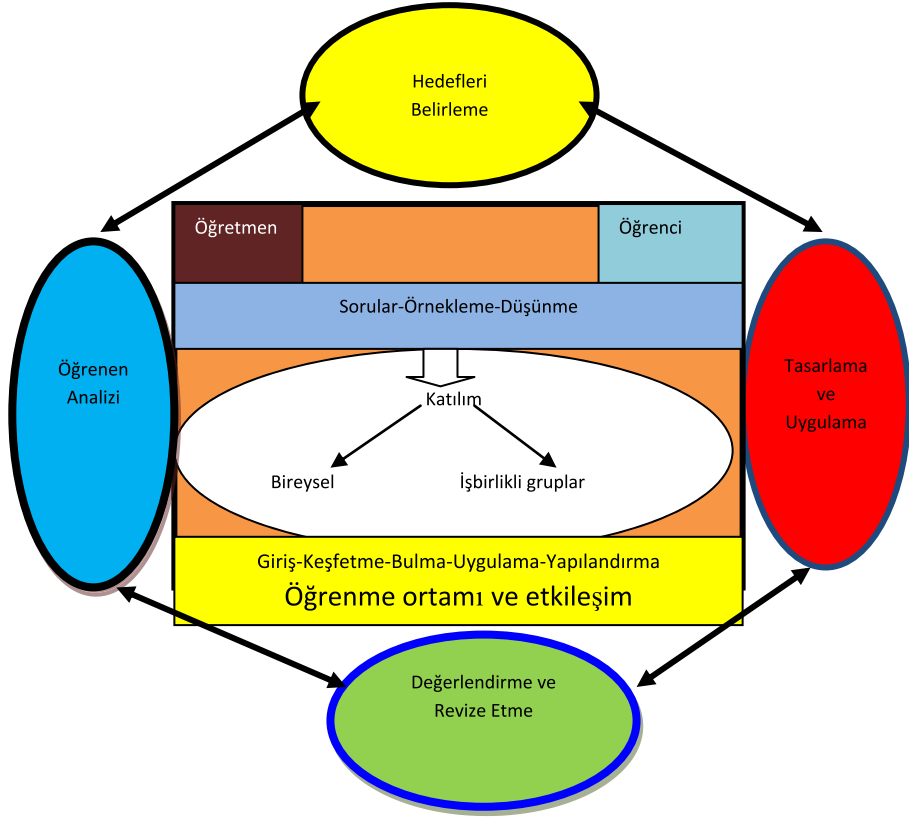 Hedefleri
Belirleme
Öğretmen
Öğrenci
Sorular-Örnekleme-Düşünme
Öğrenen
Analizi
Katılım
Bireysel
İşbirlikli gruplar
Tasarlama
ve
Uygulama
Giriş-Keşfetme-Bulma-Uygulama-Yapılandırma
Öğrenme ortamı ve etkileşim
Değerlendirme ve
Revize Etme